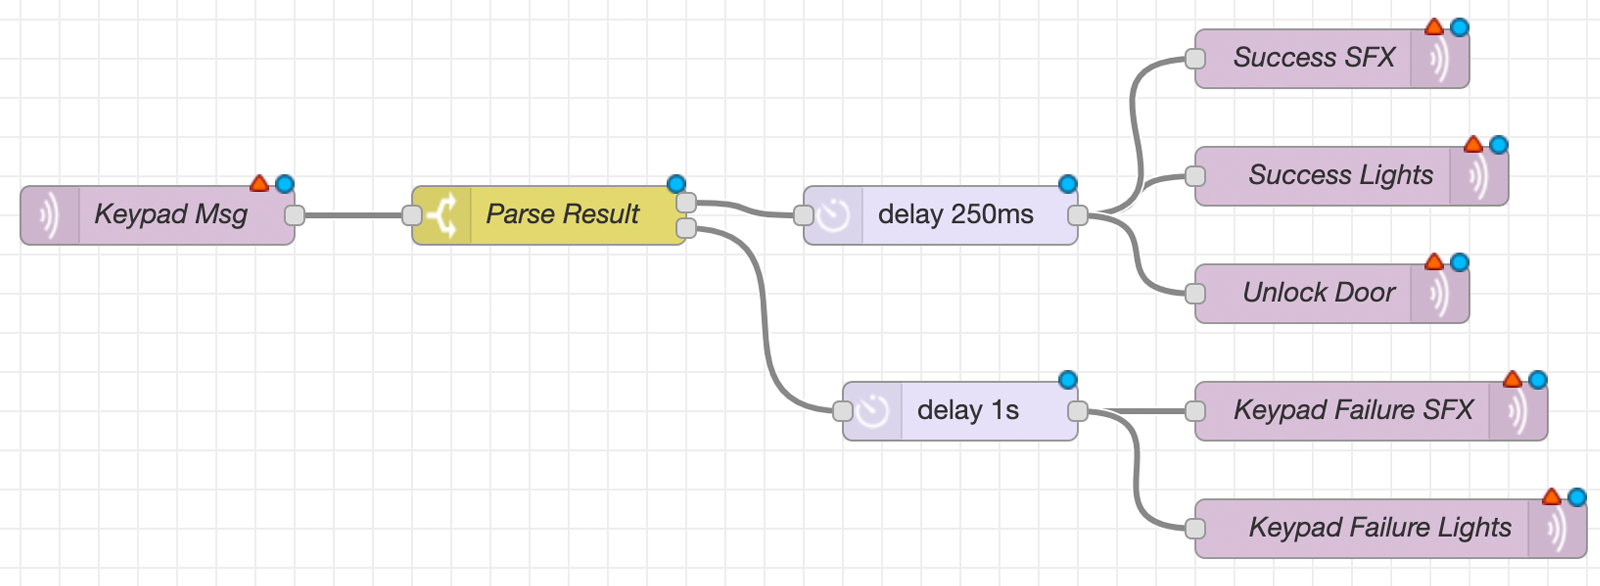 Success SFX
Success Lights
Keypad Msg
Parse Result
delay 250ms
Unlock Door
delay 1s
Keypad Failure SFX
Keypad Failure Lights